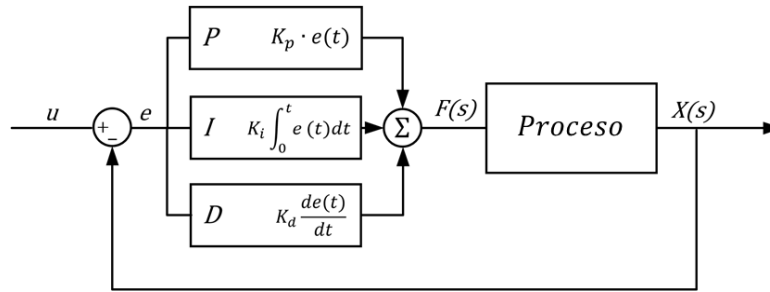 P K_p · e(t)
u
+
−
e
I K_i ∫_0^t e (t)dt
Σ
F(s)
Proceso
X(s)
D K_d de(t)/dt